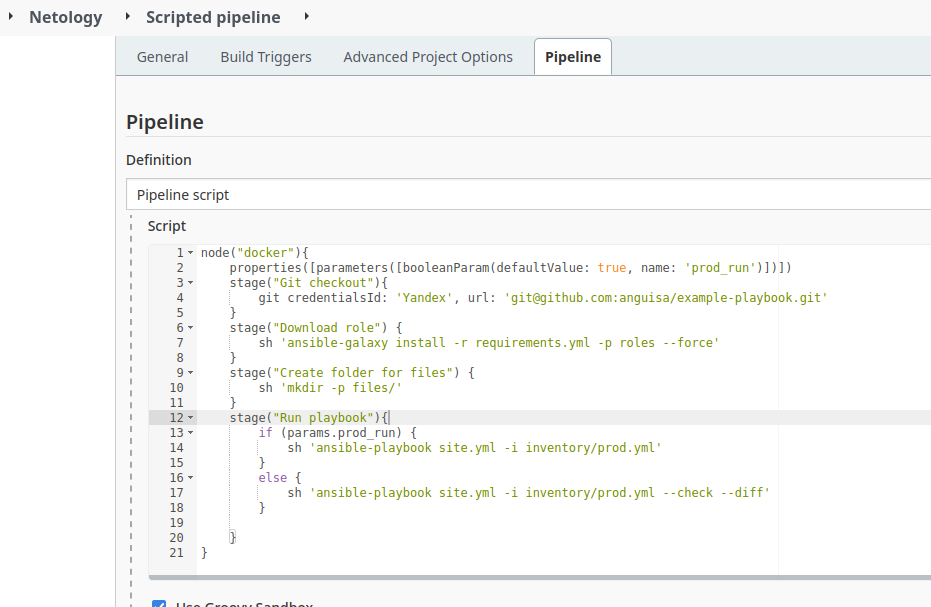 Netology Scripted pipeline
General Build Triggers Advanced Project Options Pipeline
Pipeline
Definition
Pipeline script
Script
1 node("docker"){
2     properties([parameters([booleanParam(defaultValue: true, name: 'prod_run')])])
3     stage("Git checkout"){
4         git credentialsId: 'Yandex', url: 'git@github.com:anguisa/example-playbook.git'
5     }
6     stage("Download role") {
7         sh 'ansible-galaxy install -r requirements.yml -p roles --force'
8     }
9     stage("Create folder for files") {
10         sh 'mkdir -p files/'
11     }
12     stage("Run playbook"){
13         if (params.prod_run) {
14             sh 'ansible-playbook site.yml -i inventory/prod.yml'
15         }
16         else {
17             sh 'ansible-playbook site.yml -i inventory/prod.yml --check --diff'
18         }
19
20     }
21 }
Use Groovy Sandbox